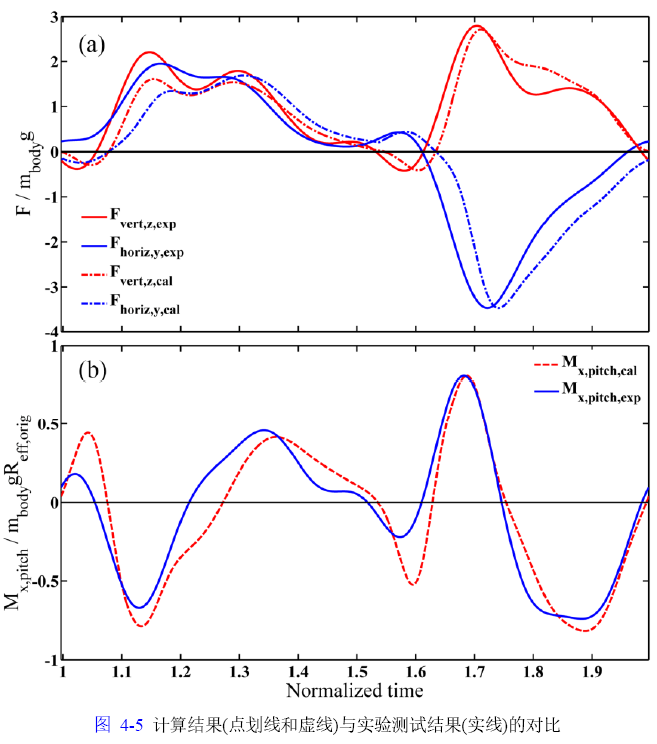 (a)
3
2
1
0
-1
-2
3
-4
F / m_body g
F_vert,z,exp
F_horiz,y,exp
F_vert,z,cal
F_horiz,y,cal
(b)
1
0.5
0
-0.5
-1
M_x,pitch / m_body gR_eff,orig
M_x,pitch,cal
M_x,pitch,exp
1 1.1 1.2 1.3 1.4 1.5 1.6 1.7 1.8 1.9
Normalized time
图 4-5 计算结果(点划线和虚线)与实验测试结果(实线)的对比